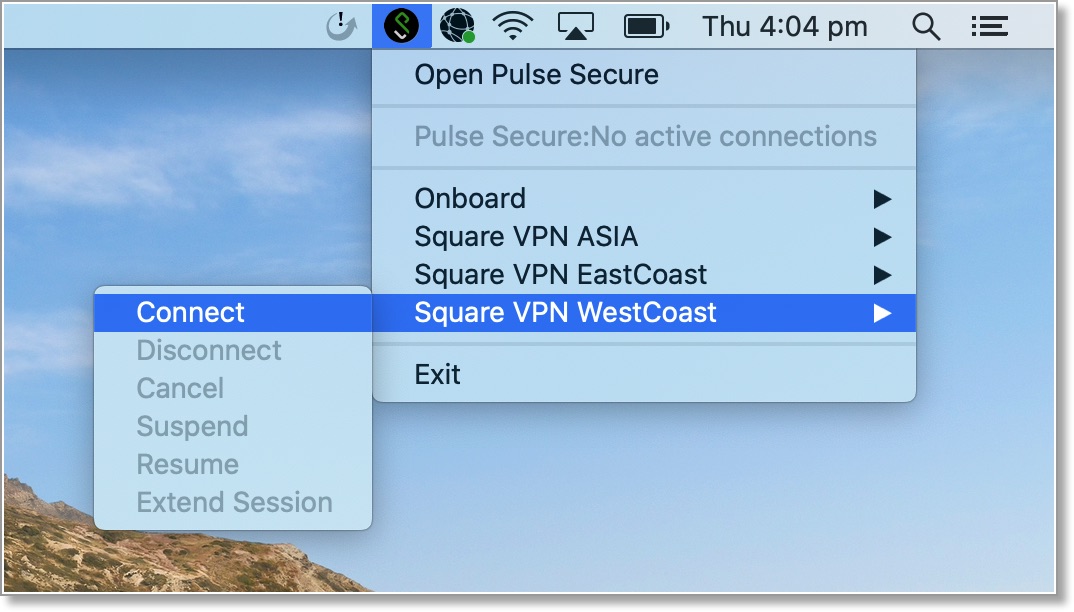 Thu 4:04 pm
Open Pulse Secure
Pulse Secure:No active connections
Onboard
Square VPN ASIA
Square VPN EastCoast
Square VPN WestCoast
Exit
Connect
Disconnect
Cancel
Suspend
Resume
Extend Session